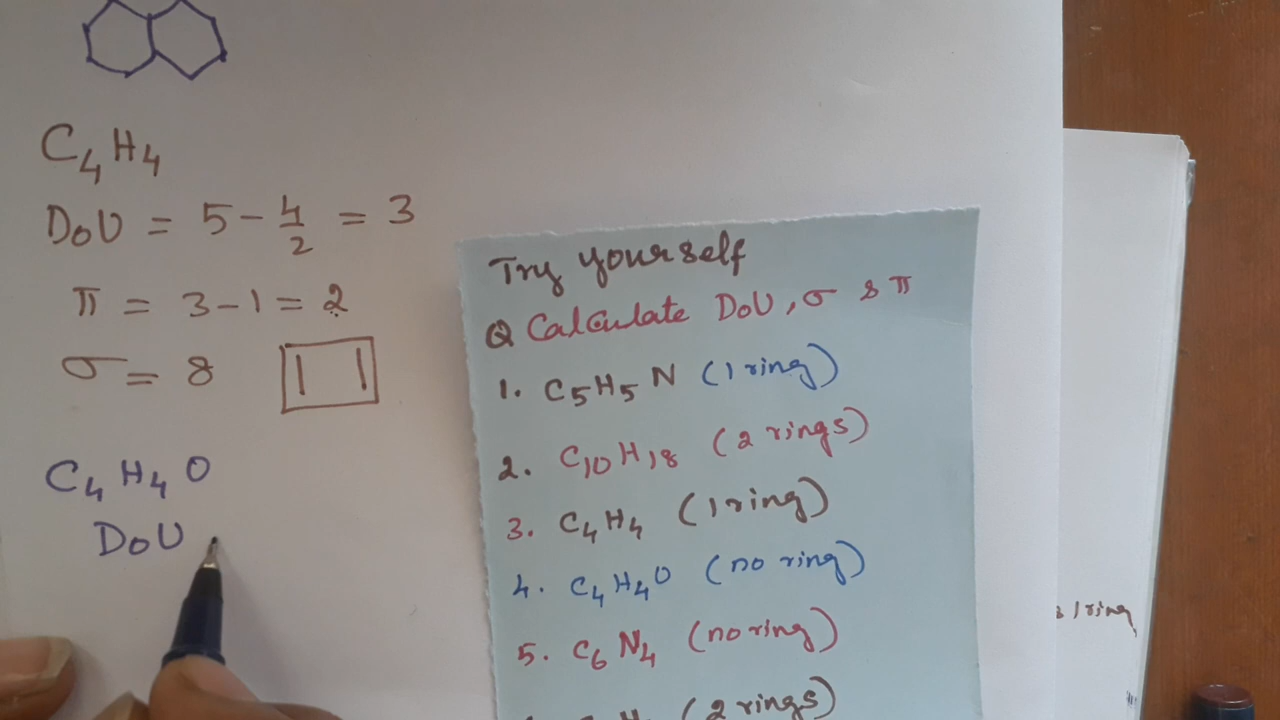 C₄H₄
DoU = 5 - 4/2 = 3
π = 3 - 1 = 2
σ = 8
C₄H₄O
DoU
Try yourself
Q Calculate DoU, σ & π
1. C₅H₅N (1 ring)
2. C₁₀H₁₈ (2 rings)
3. C₄H₄ (1 ring)
4. C₄H₄O (no ring)
5. C₆N₄ (no ring)
(2 rings)
1 ring